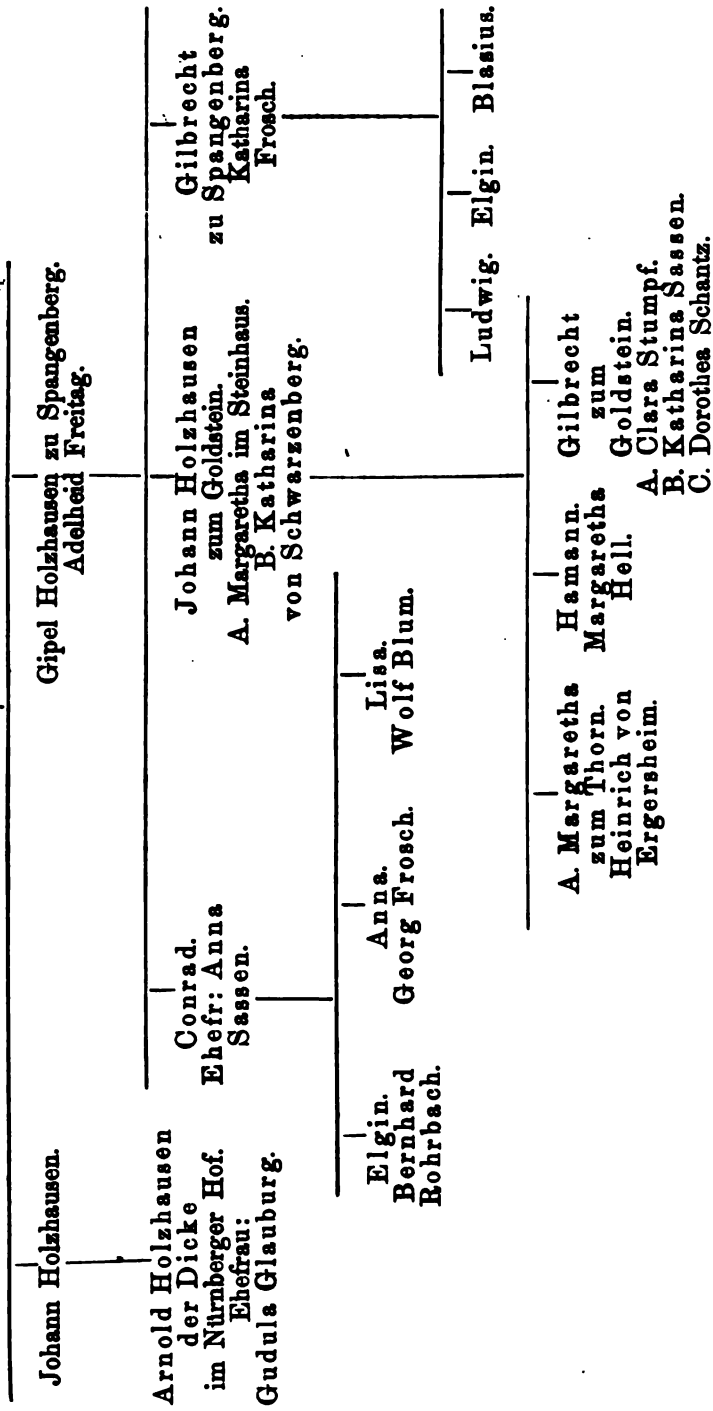 Johann Holzhausen.
Gipel Holzhausen zu Spangenberg.
Adelheid Freitag.
Arnold Holzhausen
der Dicke
im Nürnberger Hof.
Ehefrau:
Gudula Glauburg.
Conrad.
Ehefr: Anna
Sassen.
Johann Holzhausen
zum Goldstein.
A. Margaretha im Steinhaus.
B. Katharina
von Schwarzenberg.
Gilbrecht
zu Spangenberg.
Katharina
Frosch.
Elgin.
Bernhard
Rohrbach.
Anna.
Georg Frosch.
Lisa.
Wolf Blum.
Ludwig. Elgin. Blasius.
A. Margaretha
zum Thorn.
Heinrich von
Ergersheim.
Hamann.
Margaretha
Hell.
Gilbrecht
zum
Goldstein.
A. Clara Stumpf.
B. Katharina Sassen.
C. Dorothea Schantz.